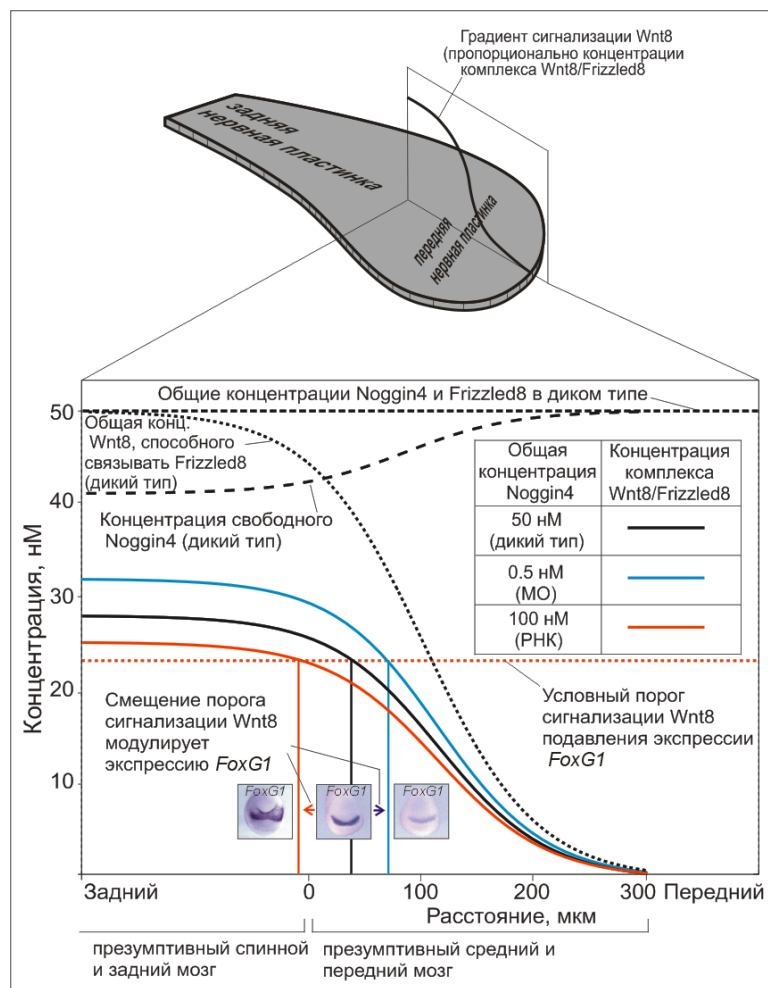 Градиент сигнализации Wnt8
(пропорционально концентрации
комплекса Wnt8/Frizzled8
задняя
нервная пластинка
передняя
нервная пластинка
Общие концентрации Noggin4 и Frizzled8 в диком типе
50
40
30
20
10
Концентрация, нМ
Общая конц:
Wnt8, способного
связывать Frizzled8
(дикий тип)
Концентрация свободного
Noggin4 (дикий тип)
Общая
концентрация
Noggin4
Концентрация
комплекса
Wnt8/Frizzled8
50 нМ
(дикий тип)
0.5 нМ
(МО)
100 нМ
(РНК)
Смещение порога
сигнализации Wnt8
модулирует
экспрессию FoxG1
Условный порог
сигнализации Wnt8
подавления экспрессии
FoxG1
FoxG1
FoxG1
FoxG1
Задний
0
100
200
300
Передний
Расстояние, мкм
презумптивный спинной
и задний мозг
презумптивный средний и
передний мозг